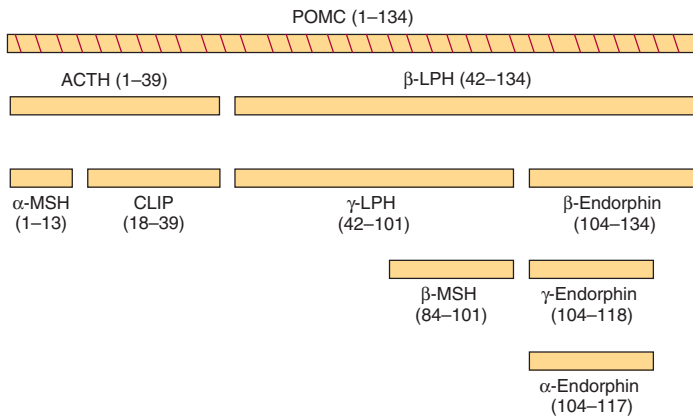 POMC (1–134)
ACTH (1–39)
β-LPH (42–134)
α-MSH
(1–13)
CLIP
(18–39)
γ-LPH
(42–101)
β-Endorphin
(104–134)
β-MSH
(84–101)
γ-Endorphin
(104–118)
α-Endorphin
(104–117)